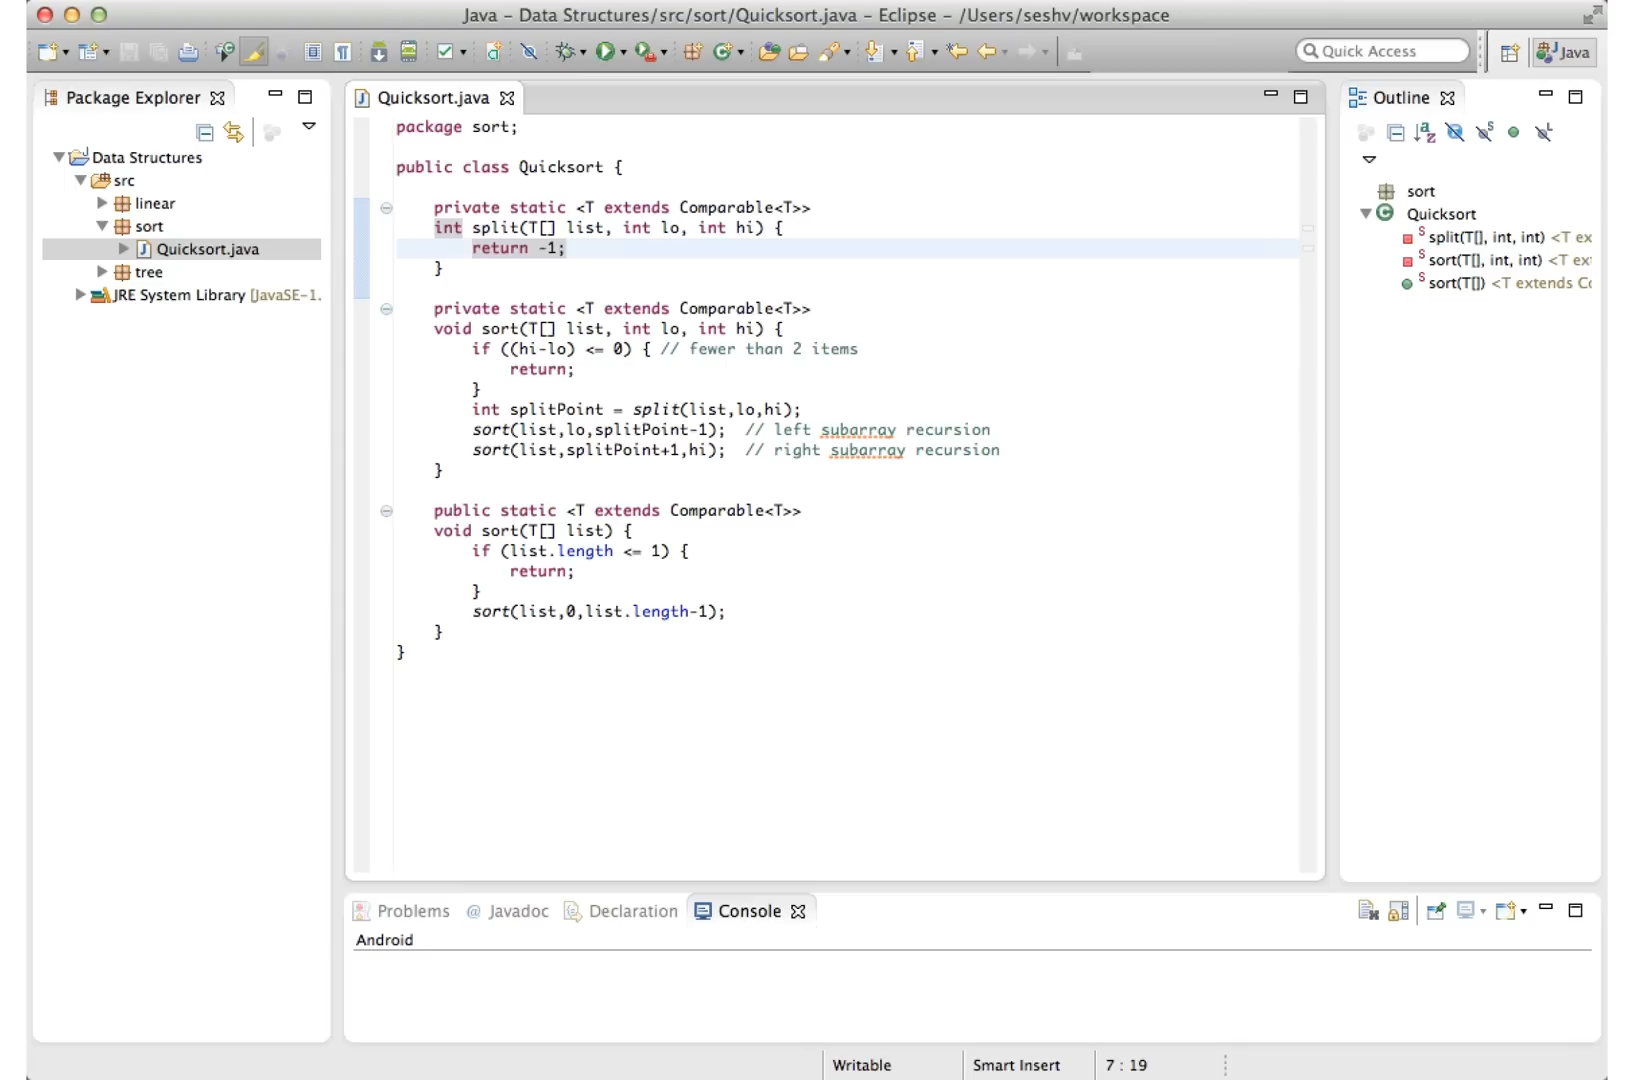 Java - Data Structures/src/sort/Quicksort.java - Eclipse - /Users/seshv/workspace
Quick Access
Java
Package Explorer
Data Structures
src
linear
sort
Quicksort.java
tree
JRE System Library [JavaSE-1.
Quicksort.java
package sort;
public class Quicksort {
private static <T extends Comparable<T>>
int split(T[] list, int lo, int hi) {
return -1;
}
private static <T extends Comparable<T>>
void sort(T[] list, int lo, int hi) {
if ((hi-lo) <= 0) { // fewer than 2 items
return;
}
int splitPoint = split(list,lo,hi);
sort(list,lo,splitPoint-1);  // left subarray recursion
sort(list,splitPoint+1,hi);  // right subarray recursion
}
public static <T extends Comparable<T>>
void sort(T[] list) {
if (list.length <= 1) {
return;
}
sort(list,0,list.length-1);
}
}
Outline
sort
Quicksort
split(T[], int, int) <T ex
sort(T[], int, int) <T ex
sort(T[]) <T extends Co
Problems @ Javadoc Declaration Console
Android
Writable Smart Insert 7 : 19